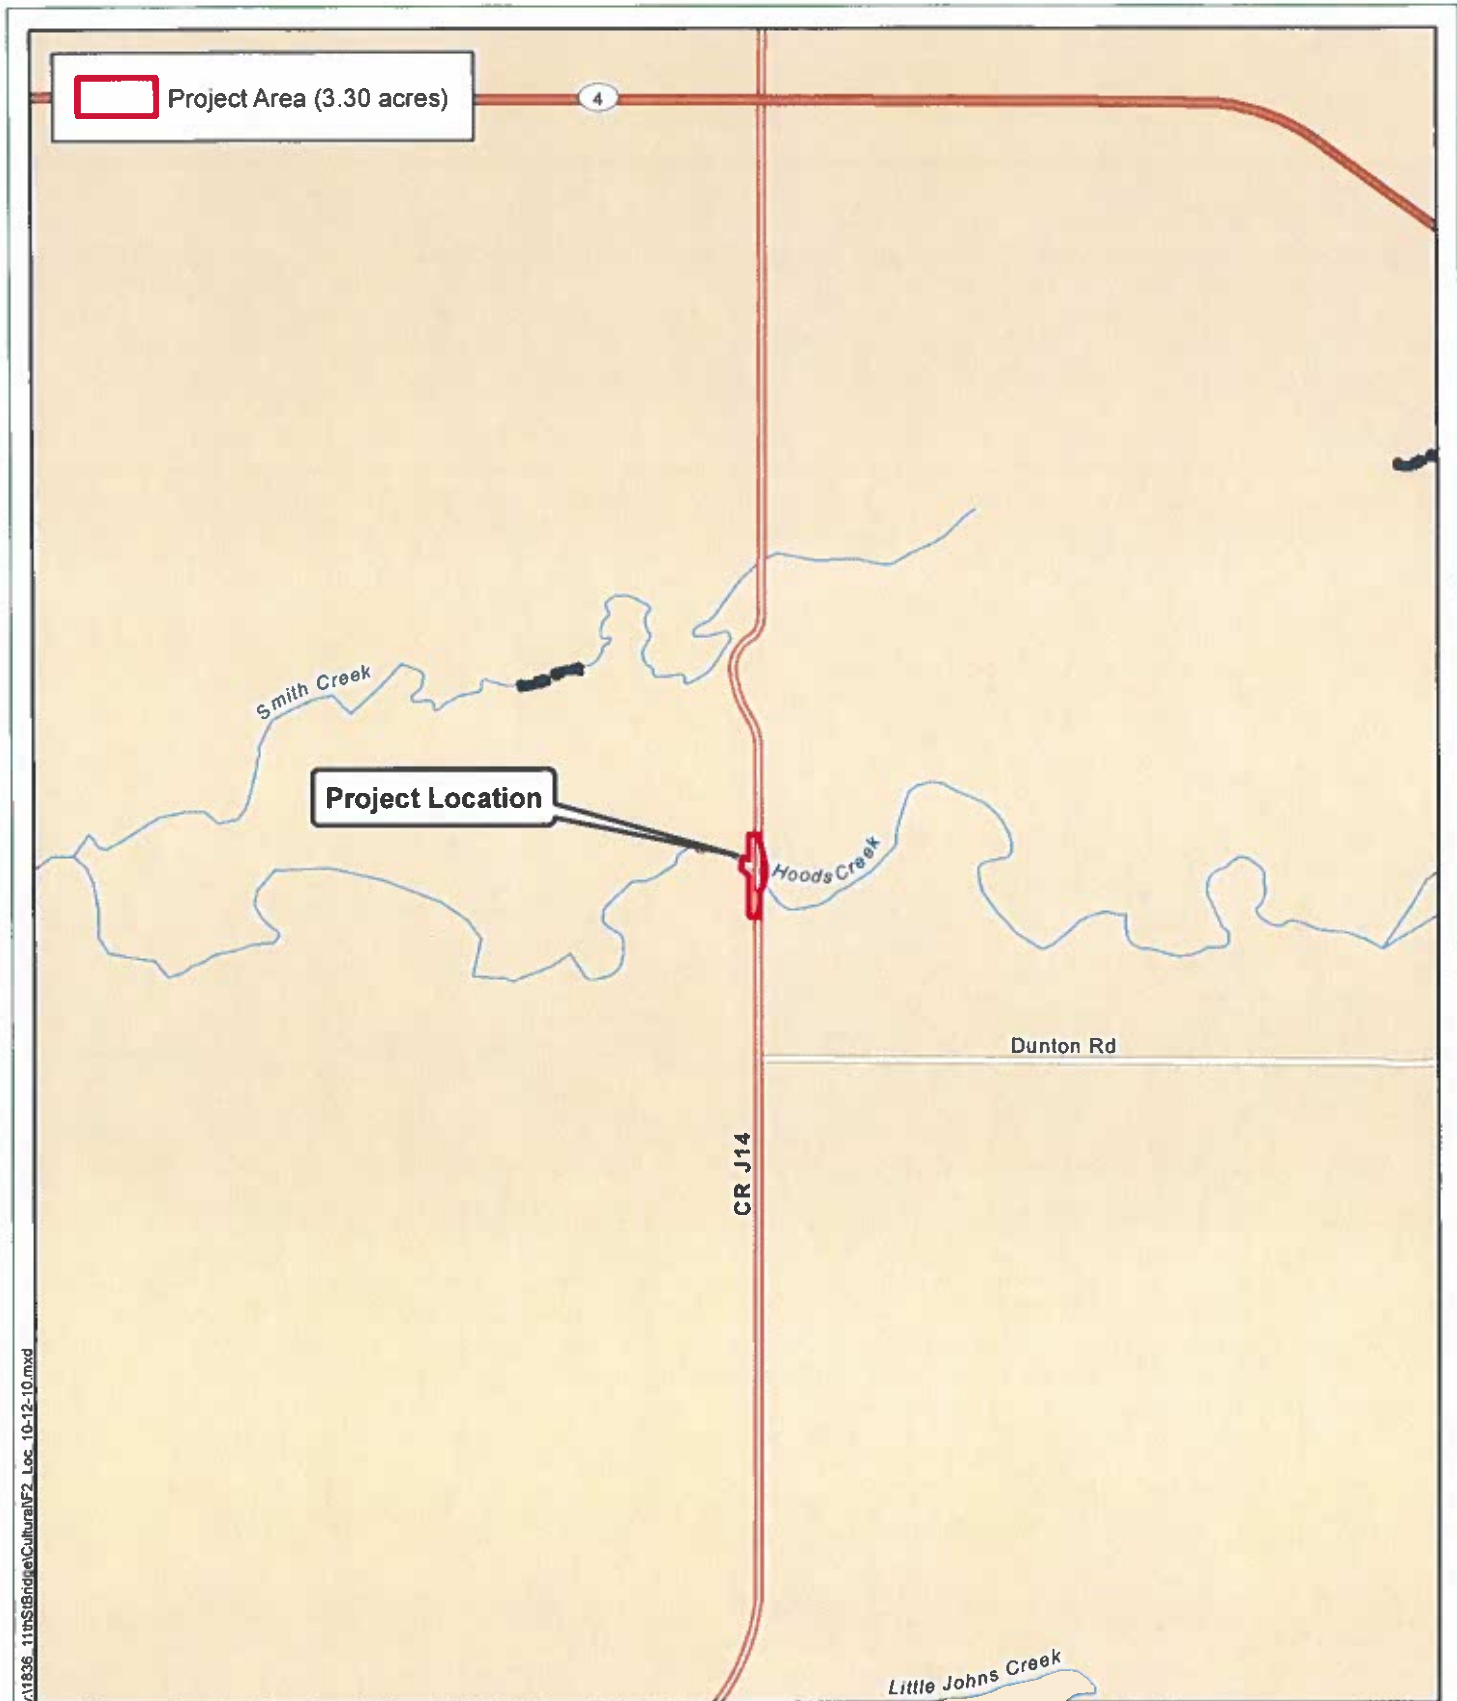 Project Area (3.30 acres)
4
Smith Creek
Project Location
Hoods Creek
Dunton Rd
CR J14
Little Johns Creek
11thStBridge\Cultural\F2_Loc_10-12-10.mxd